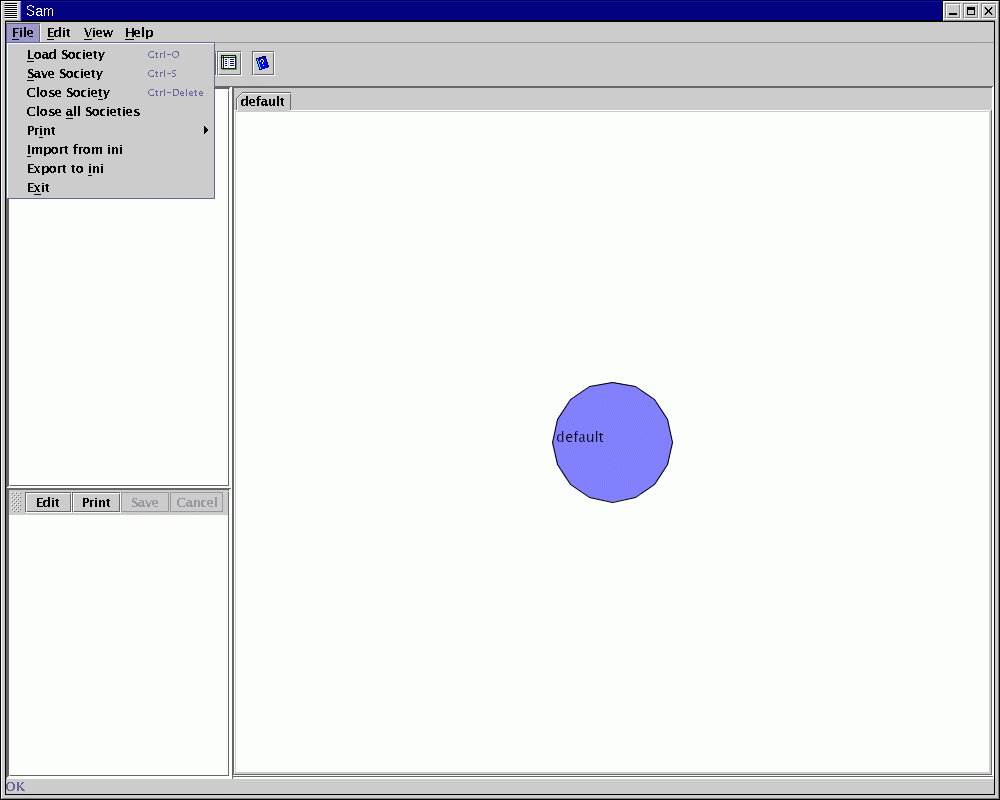 Sam
File Edit View Help
Load Society Ctrl-O
Save Society Ctrl-S
Close Society Ctrl-Delete
Close all Societies
Print
Import from ini
Export to ini
Exit
default
default
Edit Print Save Cancel
OK